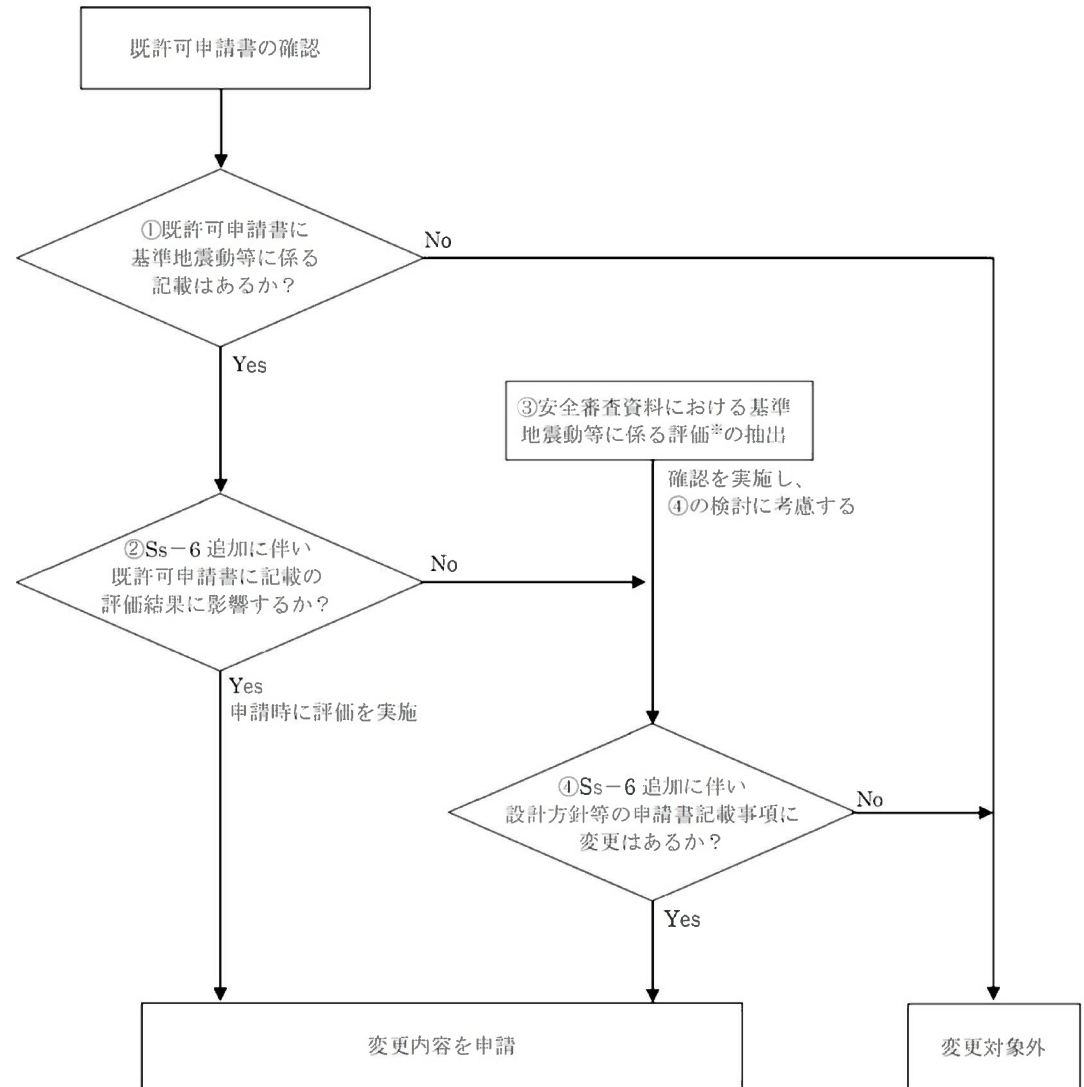 既許可申請書の確認
①既許可申請書に
基準地震動等に係る
記載はあるか？
No
Yes
③安全審査資料における基準
地震動等に係る評価※の抽出
確認を実施し、
④の検討に考慮する
②Ss－6 追加に伴い
既許可申請書に記載の
評価結果に影響するか？
No
Yes
申請時に評価を実施
④Ss－6 追加に伴い
設計方針等の申請書記載事項に
変更はあるか？
No
Yes
変更内容を申請
変更対象外